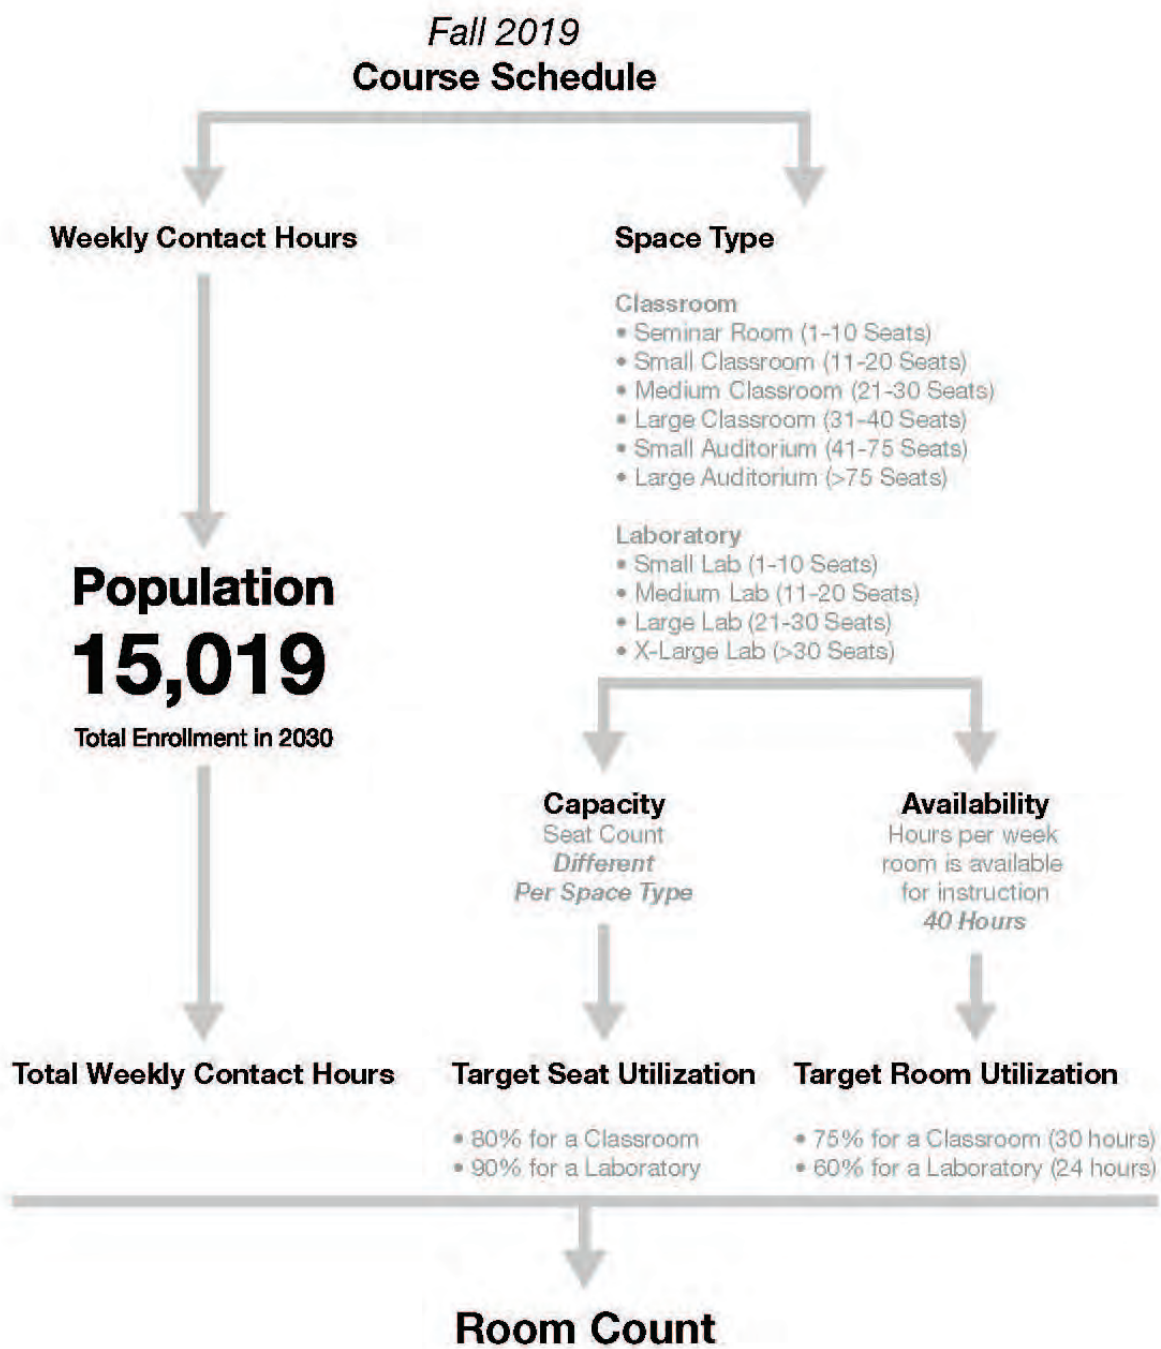 Fall 2019
Course Schedule
Weekly Contact Hours
Space Type
Classroom
• Seminar Room (1-10 Seats)
• Small Classroom (11-20 Seats)
• Medium Classroom (21-30 Seats)
• Large Classroom (31-40 Seats)
• Small Auditorium (41-75 Seats)
• Large Auditorium (>75 Seats)
Laboratory
• Small Lab (1-10 Seats)
• Medium Lab (11-20 Seats)
• Large Lab (21-30 Seats)
• X-Large Lab (>30 Seats)
Population
15,019
Total Enrollment in 2030
Capacity
Seat Count
Different
Per Space Type
Availability
Hours per week
room is available
for instruction
40 Hours
Total Weekly Contact Hours
Target Seat Utilization
• 80% for a Classroom
• 90% for a Laboratory
Target Room Utilization
• 75% for a Classroom (30 hours)
• 60% for a Laboratory (24 hours)
Room Count